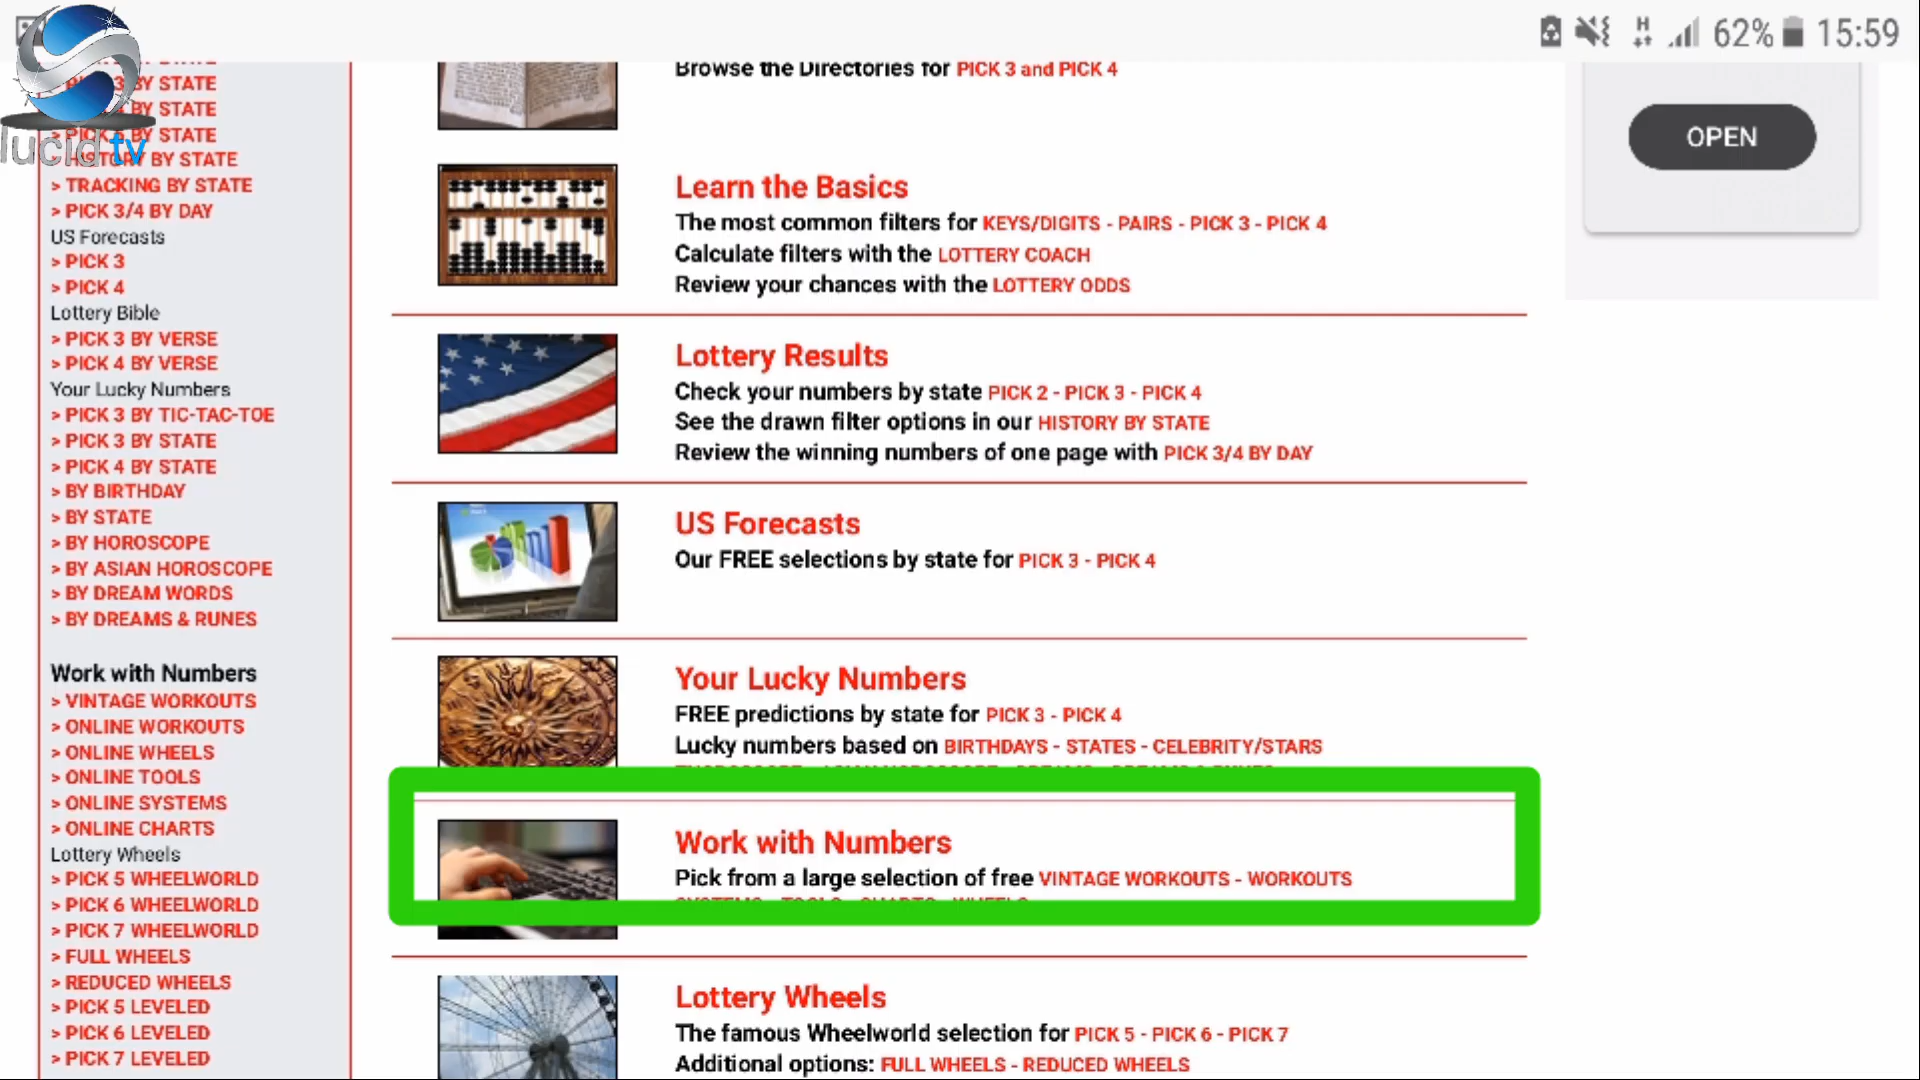 62% 15:59
lucid tv
3 BY STATE
BY STATE
PICK 5 BY STATE
HISTORY BY STATE
> TRACKING BY STATE
> PICK 3/4 BY DAY
US Forecasts
> PICK 3
> PICK 4
Lottery Bible
> PICK 3 BY VERSE
> PICK 4 BY VERSE
Your Lucky Numbers
> PICK 3 BY TIC-TAC-TOE
> PICK 3 BY STATE
> PICK 4 BY STATE
> BY BIRTHDAY
> BY STATE
> BY HOROSCOPE
> BY ASIAN HOROSCOPE
> BY DREAM WORDS
> BY DREAMS & RUNES
Work with Numbers
> VINTAGE WORKOUTS
> ONLINE WORKOUTS
> ONLINE WHEELS
> ONLINE TOOLS
> ONLINE SYSTEMS
> ONLINE CHARTS
Lottery Wheels
> PICK 5 WHEELWORLD
> PICK 6 WHEELWORLD
> PICK 7 WHEELWORLD
> FULL WHEELS
> REDUCED WHEELS
> PICK 5 LEVELED
> PICK 6 LEVELED
> PICK 7 LEVELED
Browse the Directories for PICK 3 and PICK 4
Learn the Basics
The most common filters for KEYS/DIGITS - PAIRS - PICK 3 - PICK 4
Calculate filters with the LOTTERY COACH
Review your chances with the LOTTERY ODDS
Lottery Results
Check your numbers by state PICK 2 - PICK 3 - PICK 4
See the drawn filter options in our HISTORY BY STATE
Review the winning numbers of one page with PICK 3/4 BY DAY
US Forecasts
Our FREE selections by state for PICK 3 - PICK 4
Your Lucky Numbers
FREE predictions by state for PICK 3 - PICK 4
Lucky numbers based on BIRTHDAYS - STATES - CELEBRITY/STARS
Work with Numbers
Pick from a large selection of free VINTAGE WORKOUTS - WORKOUTS
SYSTEMS - TOOLS - CHARTS - WHEELS
Lottery Wheels
The famous Wheelworld selection for PICK 5 - PICK 6 - PICK 7
Additional options: FULL WHEELS - REDUCED WHEELS
OPEN